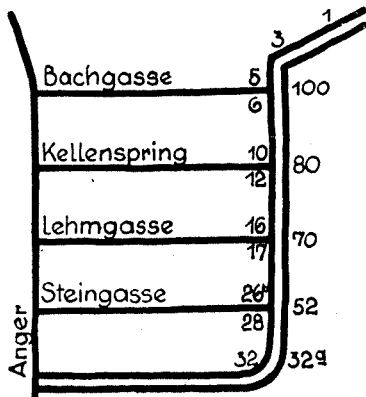 1
3
Bachgasse 5
6 100
Kellenspring 10
12 80
Lehmgasse 16
17 70
Steingasse
28 52
Anger
32 32a